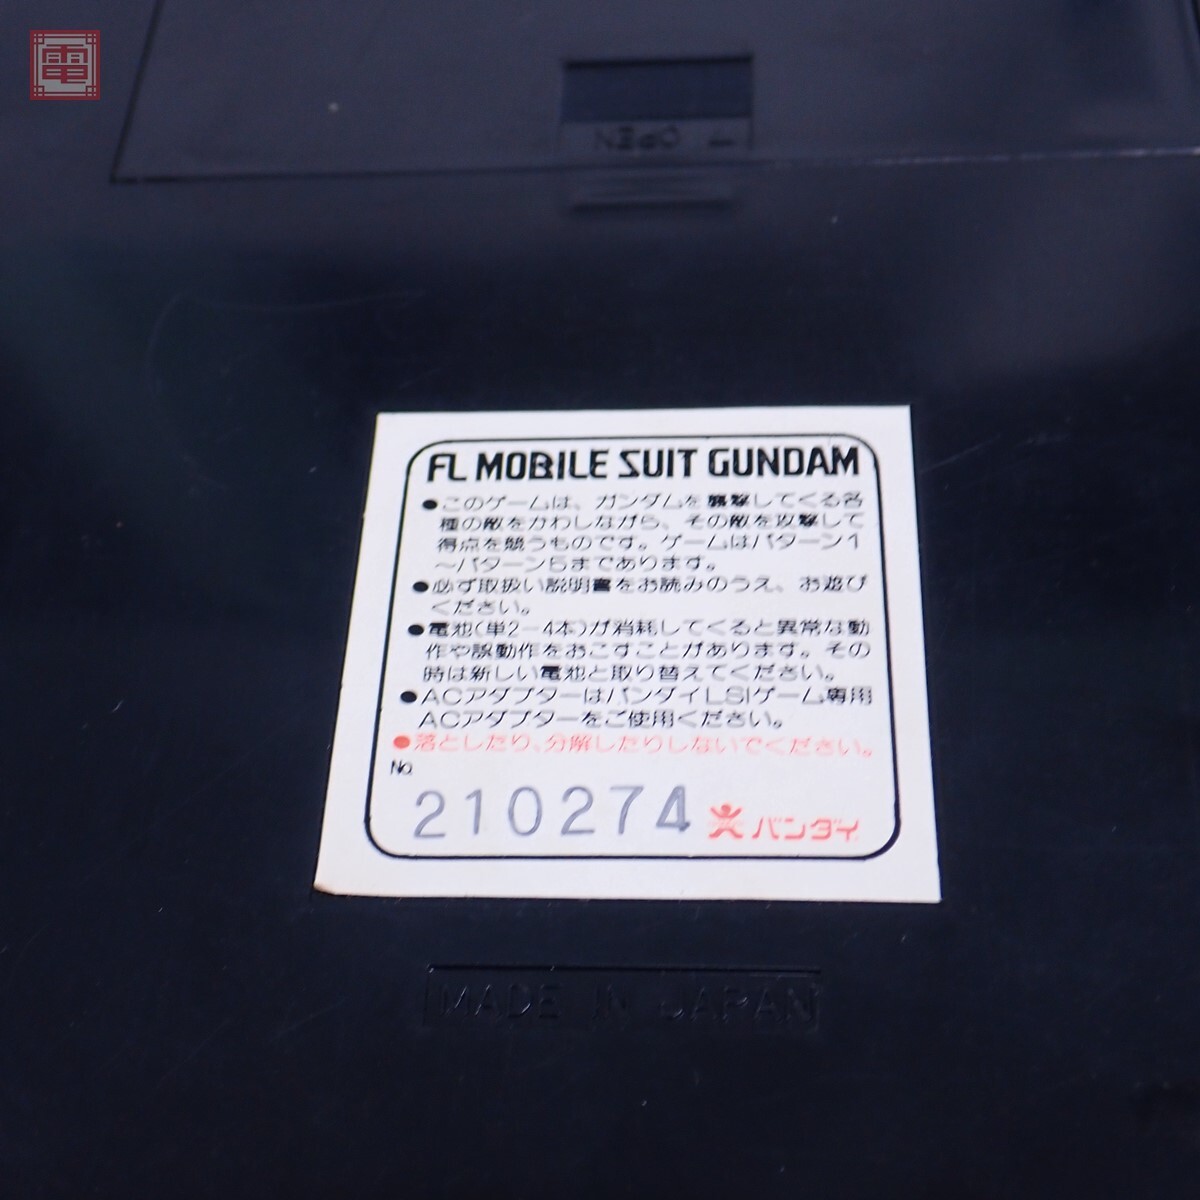 電
OPEN
FL MOBILE SUIT GUNDAM
●このゲームは、ガンダムを襲撃してくる各
種の敵をかわしながら、その敵を攻撃して
得点を競うものです。ゲームはパターン1
〜パターン5まであります。
●必ず取扱い説明書をお読みのうえ、お遊び
ください。
●電池(単2－4本)が消耗してくると異常な動
作や誤動作をおこすことがあります。その
時は新しい電池と取り替えてください。
●ACアダプターはバンダイLSIゲーム専用
ACアダプターをご使用ください。
●落としたり、分解したりしないでください。
No.
210274 バンダイ
MADE IN JAPAN